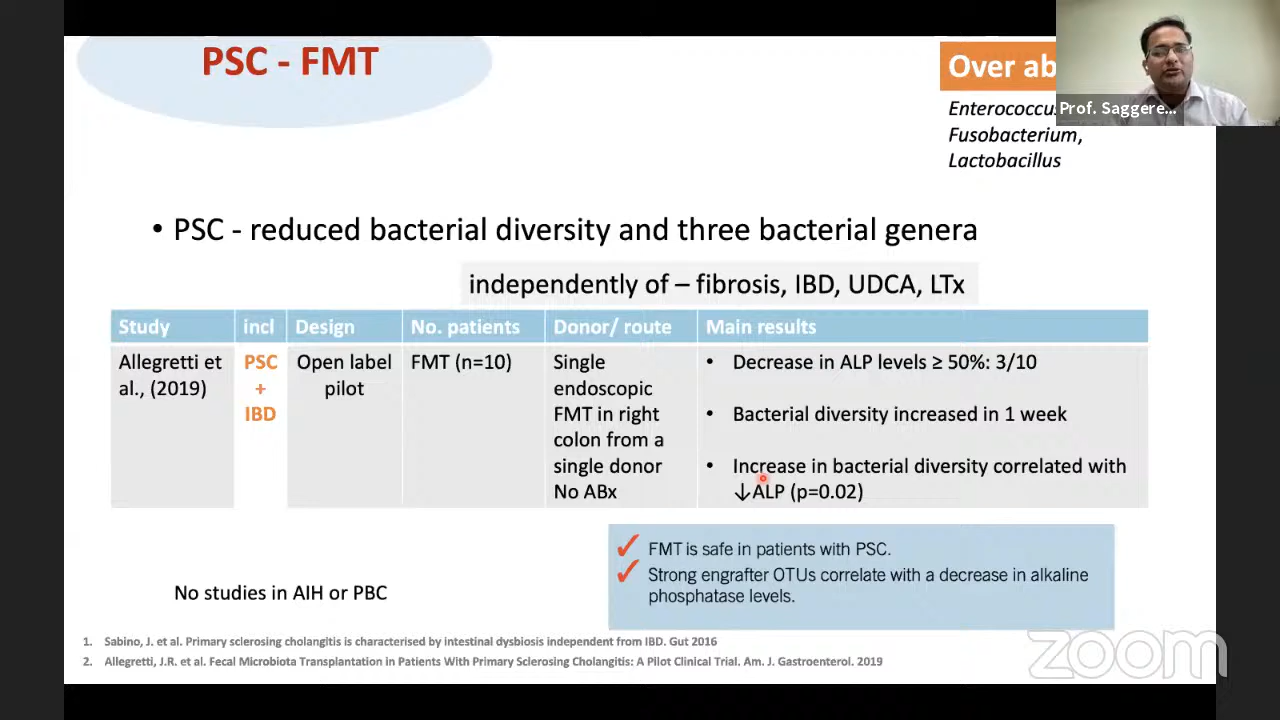 PSC - FMT
Over ab
Enterococcus
Fusobacterium,
Lactobacillus
Prof. Saggere...
• PSC - reduced bacterial diversity and three bacterial genera
independently of – fibrosis, IBD, UDCA, LTx
Study incl Design No. patients Donor/ route Main results
Allegretti et al., (2019)
PSC
+
IBD
Open label
pilot
FMT (n=10)
Single
endoscopic
FMT in right
colon from a
single donor
No ABx
• Decrease in ALP levels ≥ 50%: 3/10
• Bacterial diversity increased in 1 week
• Increase in bacterial diversity correlated with
↓ALP (p=0.02)
✓ FMT is safe in patients with PSC.
✓ Strong engrafter OTUs correlate with a decrease in alkaline
phosphatase levels.
No studies in AIH or PBC
1. Sabino, J. et al. Primary sclerosing cholangitis is characterised by intestinal dysbiosis independent from IBD. Gut 2016
2. Allegretti, J.R. et al. Fecal Microbiota Transplantation in Patients With Primary Sclerosing Cholangitis: A Pilot Clinical Trial. Am. J. Gastroenterol. 2019
zoom